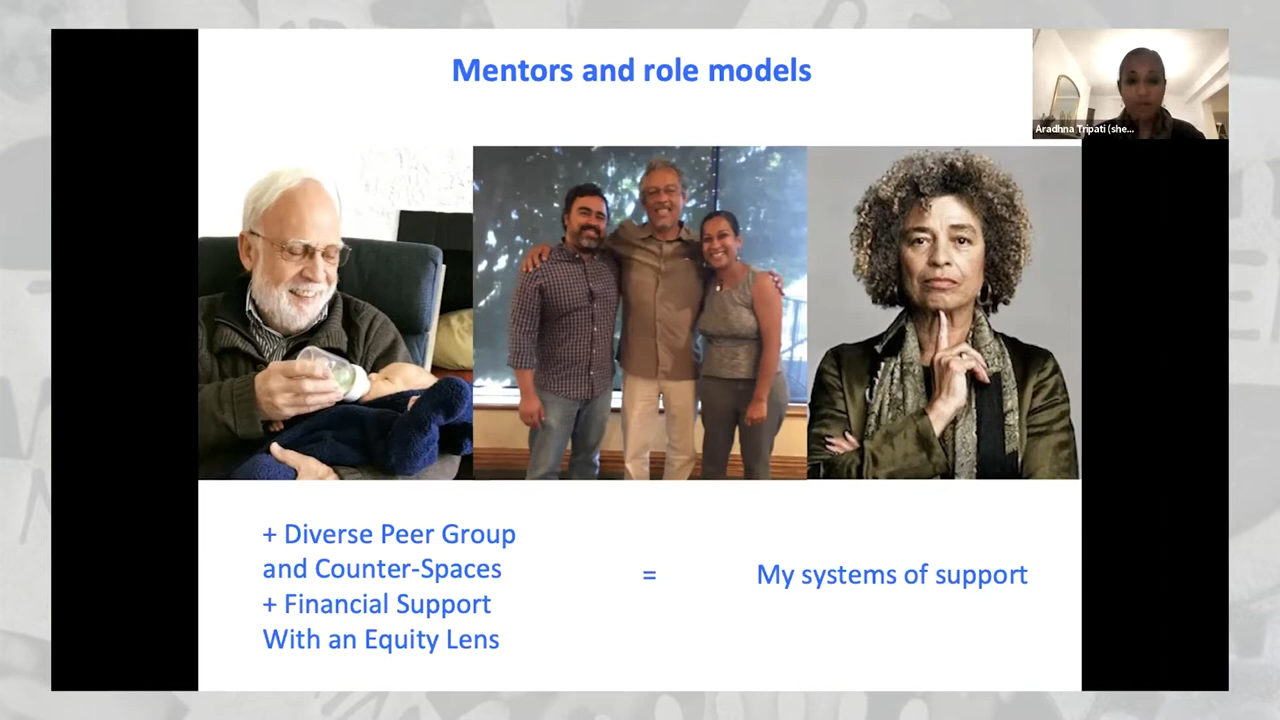 Mentors and role models
Aradhna Tripati (she...
+ Diverse Peer Group
and Counter-Spaces
+ Financial Support
With an Equity Lens
=
My systems of support